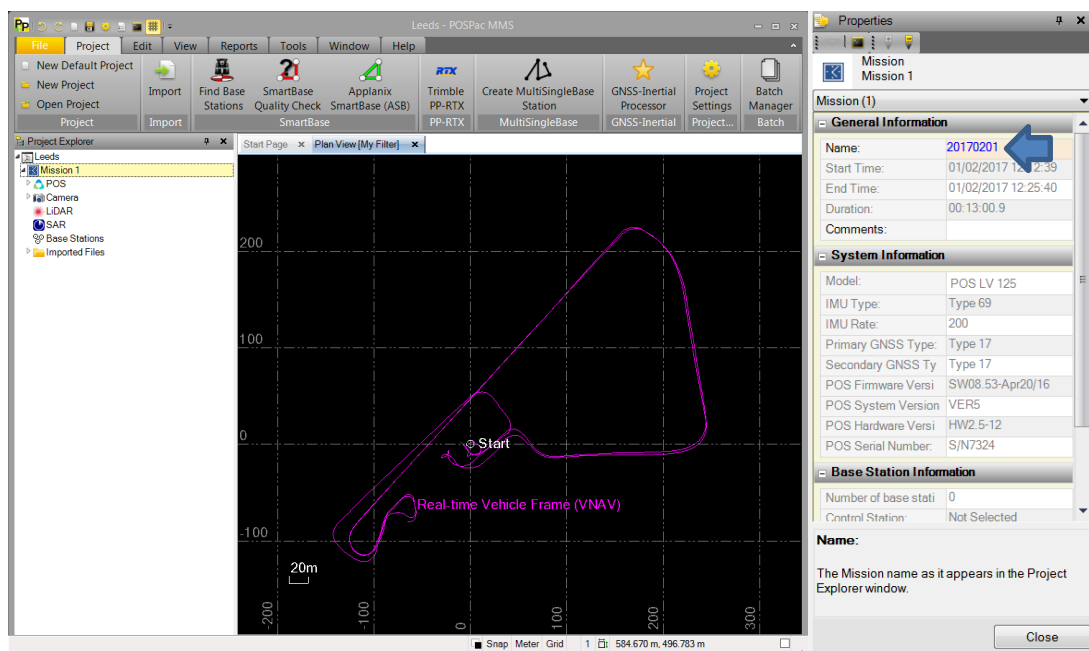 PP
Leeds - POSPac MMS
File Project Edit View Reports Tools Window Help
New Default Project
New Project
Open Project
Import
Find Base Stations
SmartBase Quality Check
Applanix SmartBase (ASB)
RTX
Trimble PP-RTX
Create MultiSingleBase Station
GNSS-Inertial Processor
Project Settings
Batch Manager
Project Import SmartBase PP-RTX MultiSingleBase GNSS-Inertial Project... Batch
Project Explorer
Leeds
Mission 1
POS
Camera
LiDAR
SAR
Base Stations
Imported Files
Start Page Plan View [My Filter]
200
100
0
Start
Real-time Vehicle Frame (VNAV)
-100
20m
-200 -100 0 100 200 300
Snap Meter Grid 1 584.670 m, 496.783 m
Properties
Mission
Mission 1
Mission (1)
General Information
Name: 20170201
Start Time: 01/02/2017 12:12:39
End Time: 01/02/2017 12:25:40
Duration: 00:13:00.9
Comments:
System Information
Model: POS LV 125
IMU Type: Type 69
IMU Rate: 200
Primary GNSS Type: Type 17
Secondary GNSS Ty Type 17
POS Firmware Versi SW08.53-Apr20/16
POS System Version VER5
POS Hardware Versi HW2.5-12
POS Serial Number: S/N7324
Base Station Information
Number of base stati 0
Control Station: Not Selected
Name:
The Mission name as it appears in the Project
Explorer window.
Close